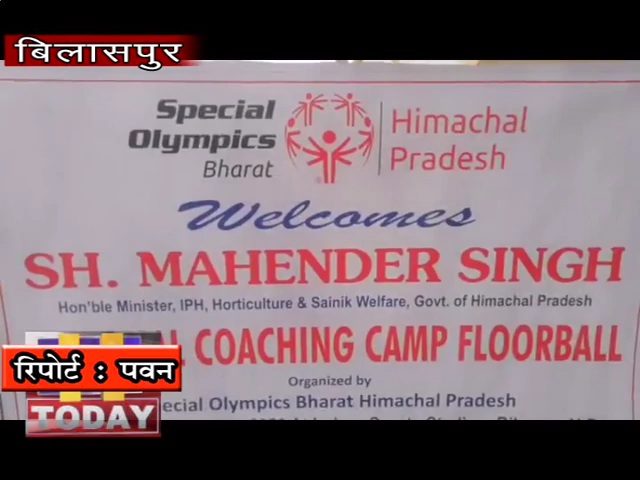 बिलासपुर
Special
Olympics
Bharat
Himachal
Pradesh
Welcomes
SH. MAHENDER SINGH
Hon'ble Minister, IPH, Horticulture & Sainik Welfare, Govt. of Himachal Pradesh
COACHING CAMP FLOORBALL
रिपोर्ट : पवन
Organized by
Olympics Bharat Himachal Pradesh
TODAY